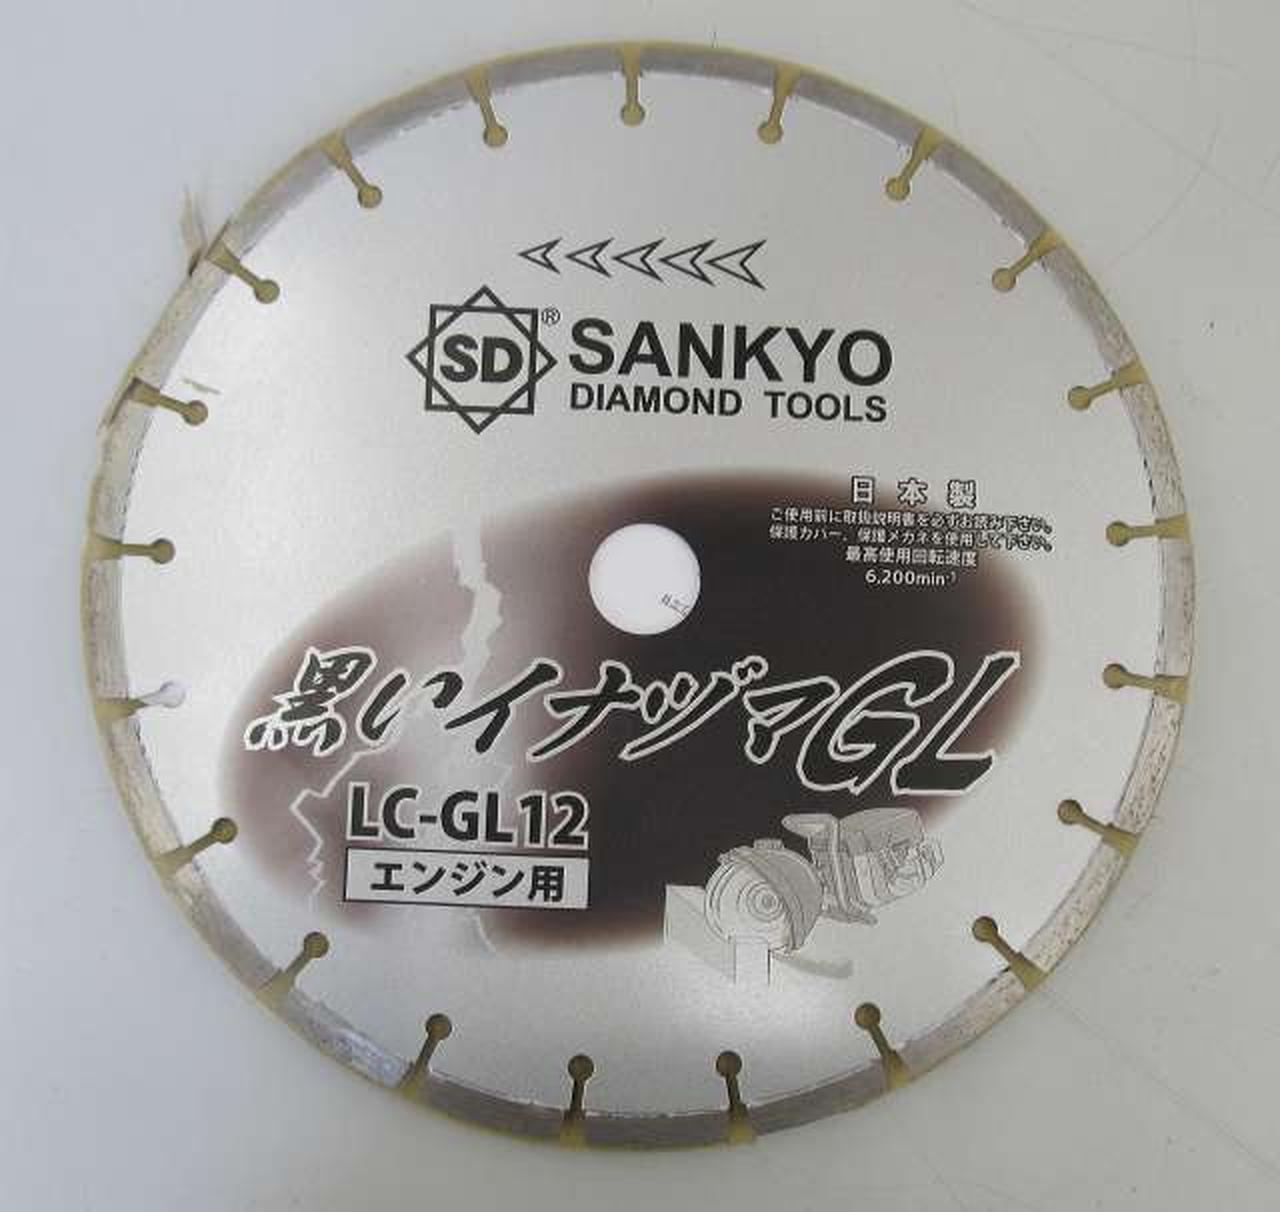 SD® SANKYO
DIAMOND TOOLS
日本製
ご使用前に取扱説明書を必ずお読み下さい。
保護カバー、保護メガネを使用して下さい。
最高使用回転速度
6,200min⁻¹
黒いイナヅマGL
LC-GL12
エンジン用